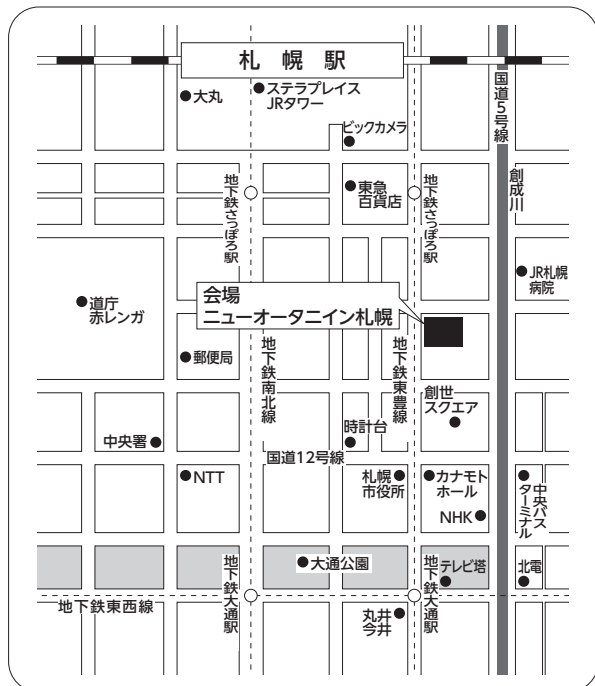 札幌駅
大丸
ステラプレイス
JRタワー
ビックカメラ
国道5号線
創成川
地下鉄さっぽろ駅
東急
百貨店
地下鉄さっぽろ駅
JR札幌
病院
会場
ニューオータニイン札幌
道庁
赤レンガ
郵便局
地下鉄南北線
地下鉄東豊線
創世
スクエア
時計台
中央署
国道12号線
NTT
札幌
市役所
カナモト
ホール
中央バス
ターミナル
NHK
大通公園
テレビ塔
北電
地下鉄大通駅
地下鉄大通駅
地下鉄東西線
丸井
今井